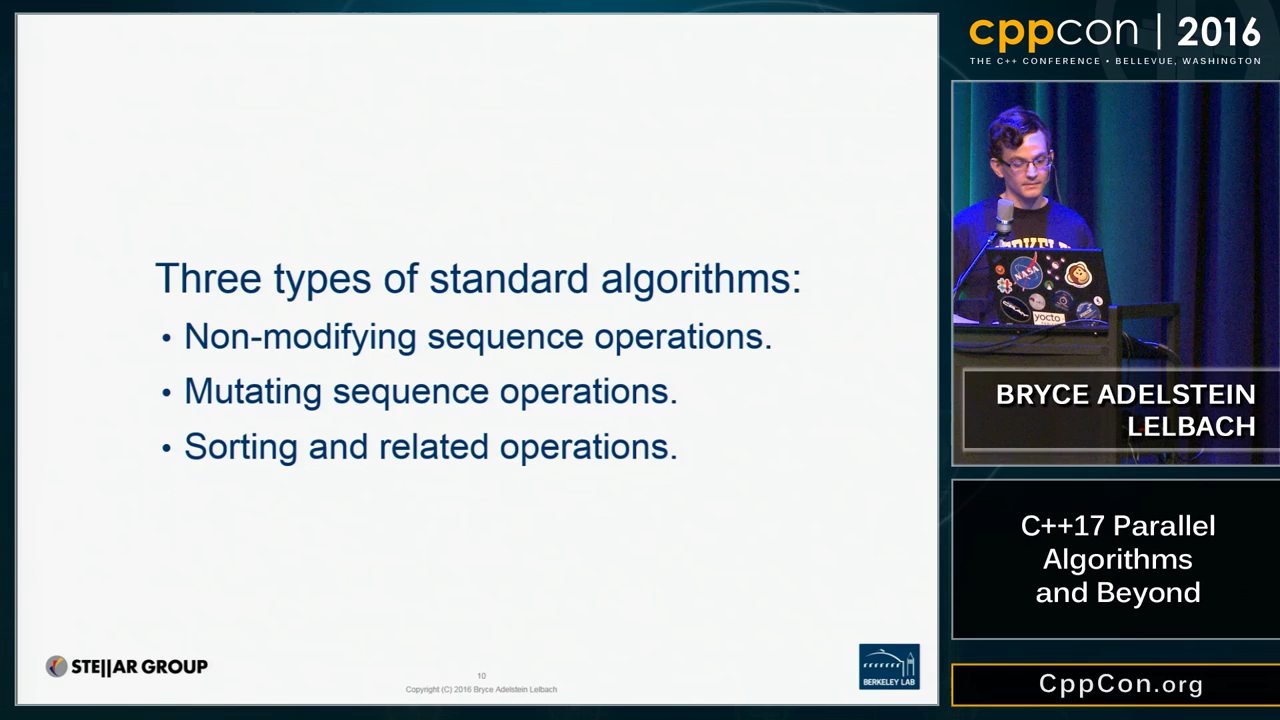 Three types of standard algorithms:
• Non-modifying sequence operations.
• Mutating sequence operations.
• Sorting and related operations.
STE||AR GROUP
10
Copyright (C) 2016 Bryce Adelstein Lelbach
BERKELEY LAB
cppcon | 2016
THE C++ CONFERENCE • BELLEVUE, WASHINGTON
NASA
yocto
BRYCE ADELSTEIN
LELBACH
C++17 Parallel
Algorithms
and Beyond
CppCon.org